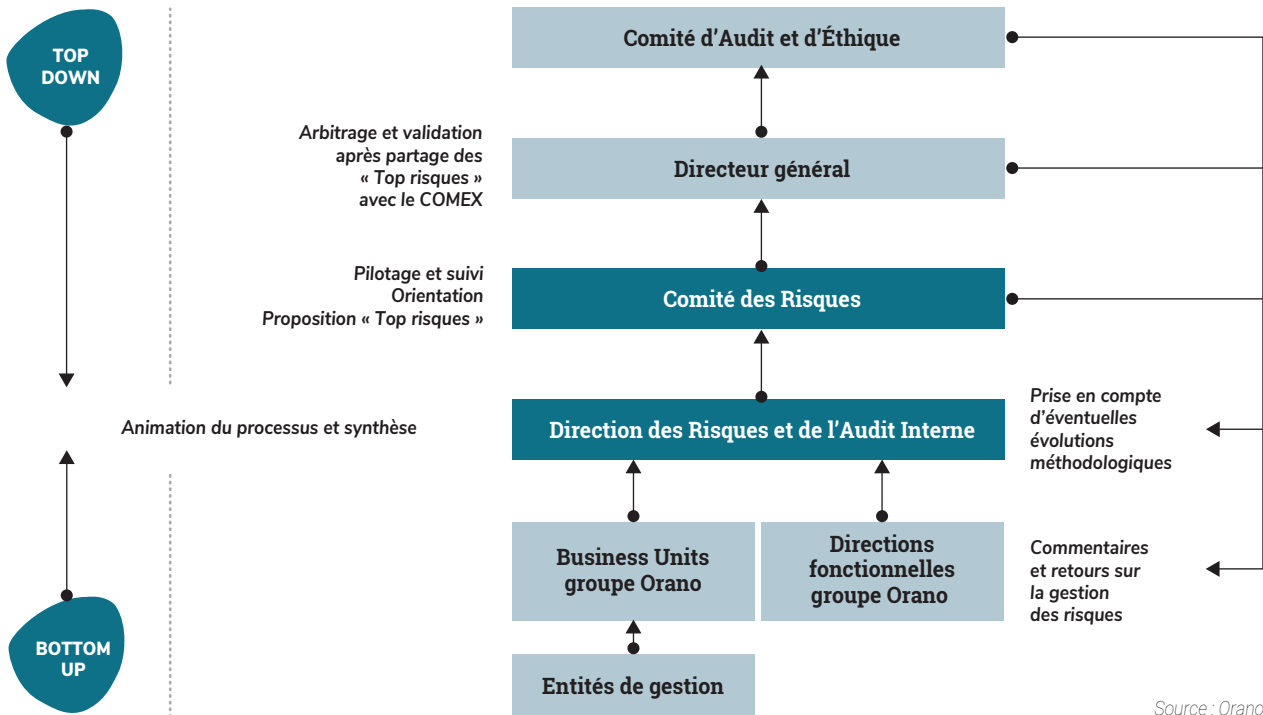 TOP
DOWN
Comité d’Audit et d’Éthique
Arbitrage et validation
après partage des
« Top risques »
avec le COMEX
Directeur général
Pilotage et suivi
Orientation
Proposition « Top risques »
Comité des Risques
Animation du processus et synthèse
Direction des Risques et de l’Audit Interne
Prise en compte
d’éventuelles
évolutions
méthodologiques
Business Units
groupe Orano
Directions
fonctionnelles
groupe Orano
Commentaires
et retours sur
la gestion
des risques
BOTTOM
UP
Entités de gestion
Source : Orano